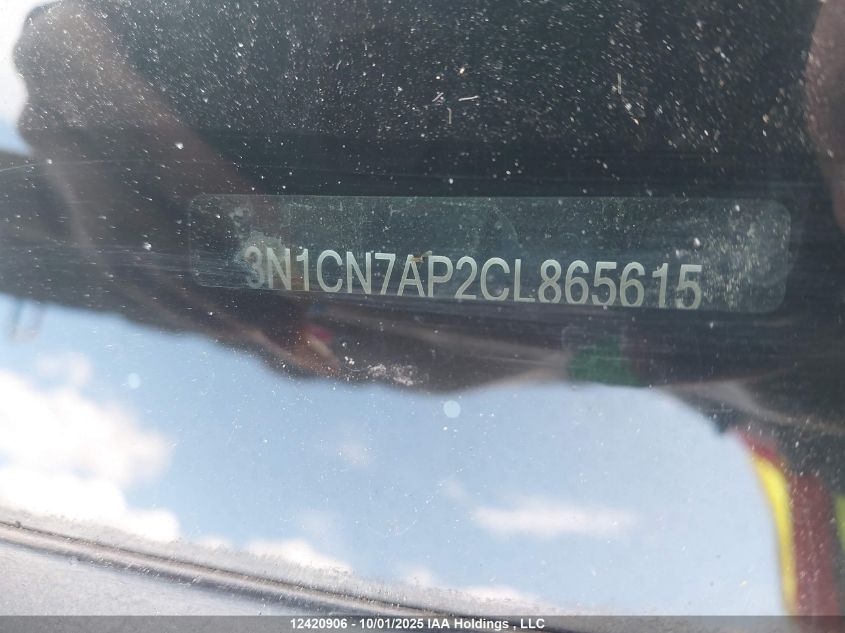 3N1CN7AP2CL865615
12420906 - 10/01/2025 IAA Holdings , LLC